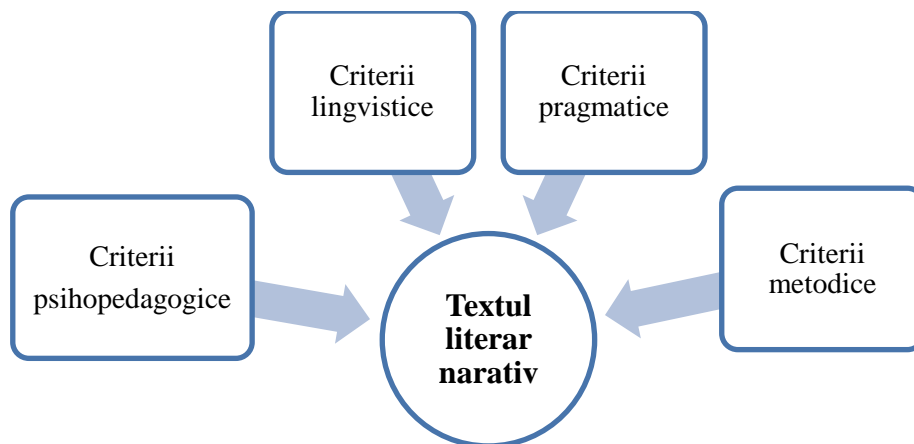 Criterii
lingvistice
Criterii
pragmatice
Criterii
psihopedagogice
Criterii
metodice
Textul
literar
narativ